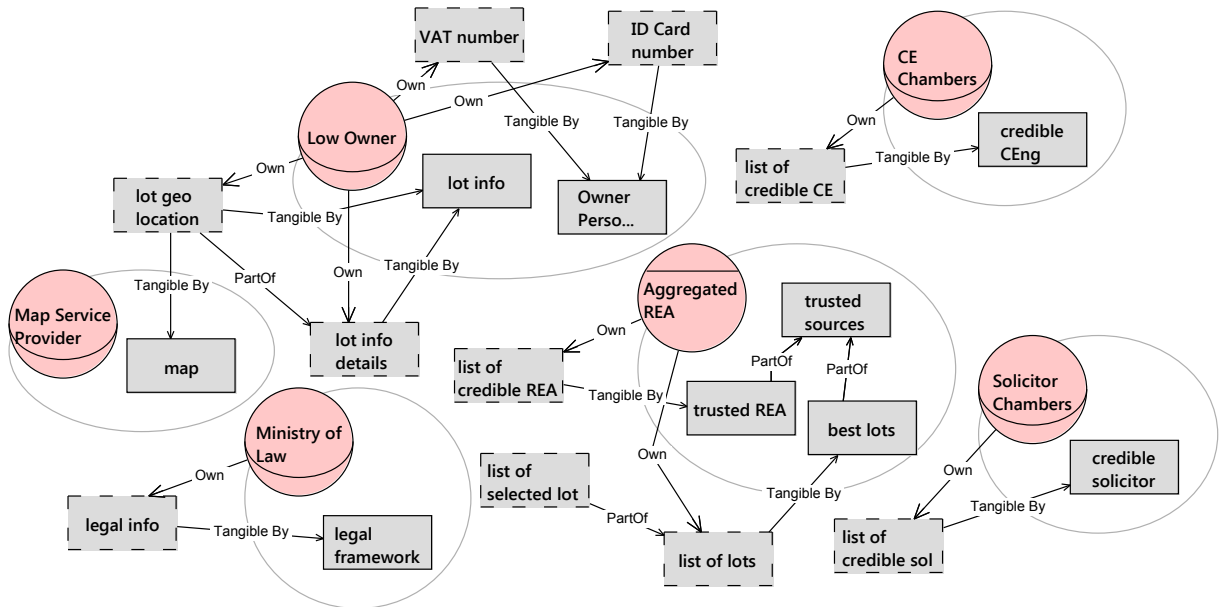 VAT number
ID Card
number
CE
Chambers
Own
Own
Low Owner
Tangible By
Tangible By
Own
credible
CEng
Own
list of
credible CE
Tangible By
lot info
lot geo
location
Tangible By
Owner
Perso...
Tangible By
PartOf
Own
Tangible By
Aggregated
REA
trusted
sources
Map Service
Provider
map
lot info
details
Own
list of
credible REA
Tangible By
PartOf
PartOf
trusted REA
best lots
Solicitor
Chambers
Ministry of
Law
Own
Own
list of
selected lot
PartOf
Tangible By
credible
solicitor
Own
Tangible By
legal info
Tangible By
legal
framework
list of lots
list of
credible sol